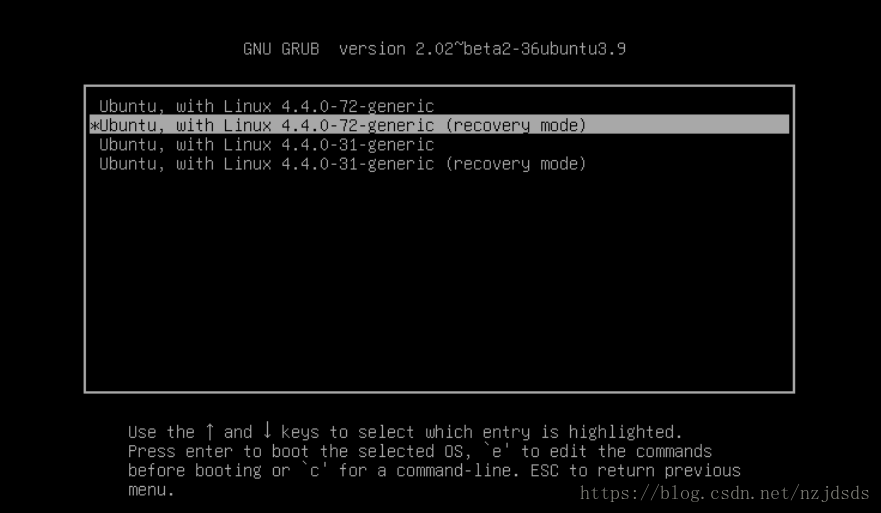 GNU GRUB  version 2.02~beta2-36ubuntu3.9
Ubuntu, with Linux 4.4.0-72-generic
*Ubuntu, with Linux 4.4.0-72-generic (recovery mode)
Ubuntu, with Linux 4.4.0-31-generic
Ubuntu, with Linux 4.4.0-31-generic (recovery mode)
Use the ↑ and ↓ keys to select which entry is highlighted.
Press enter to boot the selected OS, `e' to edit the commands
before booting or `c' for a command-line. ESC to return previous
menu.
https://blog.csdn.net/nzjdsds